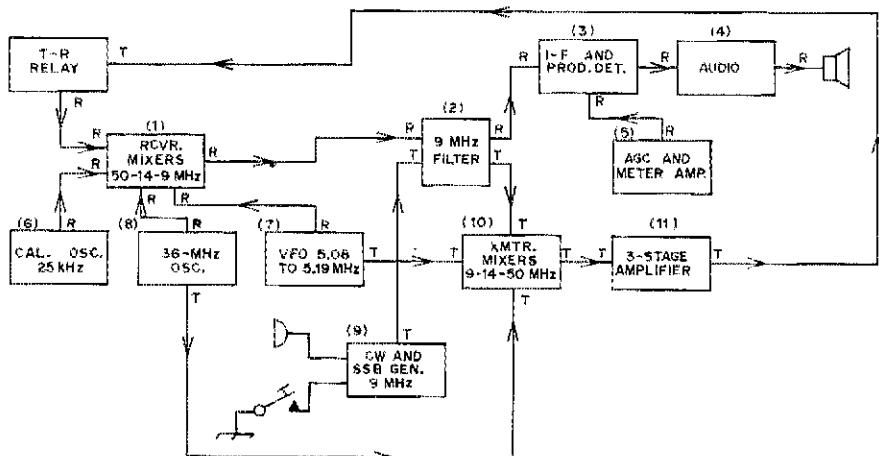 T-R
RELAY
T
R
R
(1)
RCVR.
MIXERS
50-14-9 MHz
R
R
R
R
R
(6)
CAL. OSC.
25 kHz
R
(8)
36-MHz
OSC.
R
T
(7)
VFO 5.08
TO 5.19 MHz
R
T
(2)
9 MHz
FILTER
R
R
T
T
(3)
I-F AND
PROD. DET.
R
R
R
(4)
AUDIO
R
R
(5)
AGC AND
METER AMP.
R
(9)
CW AND
SSB GEN.
9 MHz
T
(10)
XMTR.
MIXERS
9-14-50 MHz
T
T
T
T
(11)
3-STAGE
AMPLIFIER
T
T